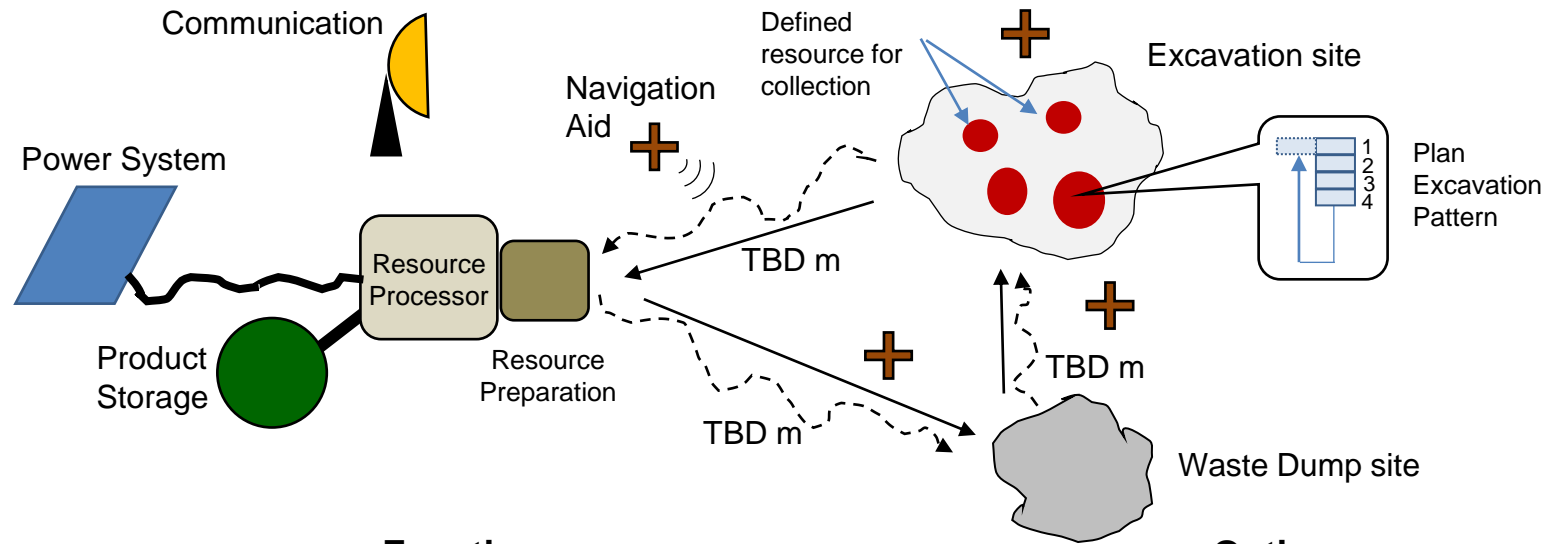 Communication
Defined
resource for
collection
Excavation site
Navigation
Aid
Power System
1
2
3
4
Plan
Excavation
Pattern
TBD m
Resource
Processor
Product
Storage
Resource
Preparation
TBD m
TBD m
Waste Dump site